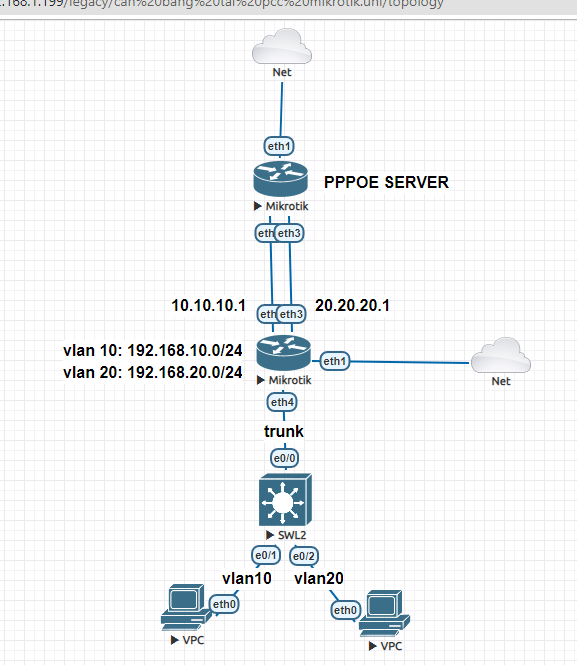 2.168.1.199/legacy/can%20bang%20tai%20pcc%20mikrotik.unl/topology
Net
eth1
PPPOE SERVER
Mikrotik
eth
eth3
10.10.10.1
20.20.20.1
eth
eth3
vlan 10: 192.168.10.0/24
vlan 20: 192.168.20.0/24
eth1
Mikrotik
Net
eth4
trunk
e0/0
SWL2
e0/1
e0/2
vlan10
vlan20
eth0
eth0
VPC
VPC